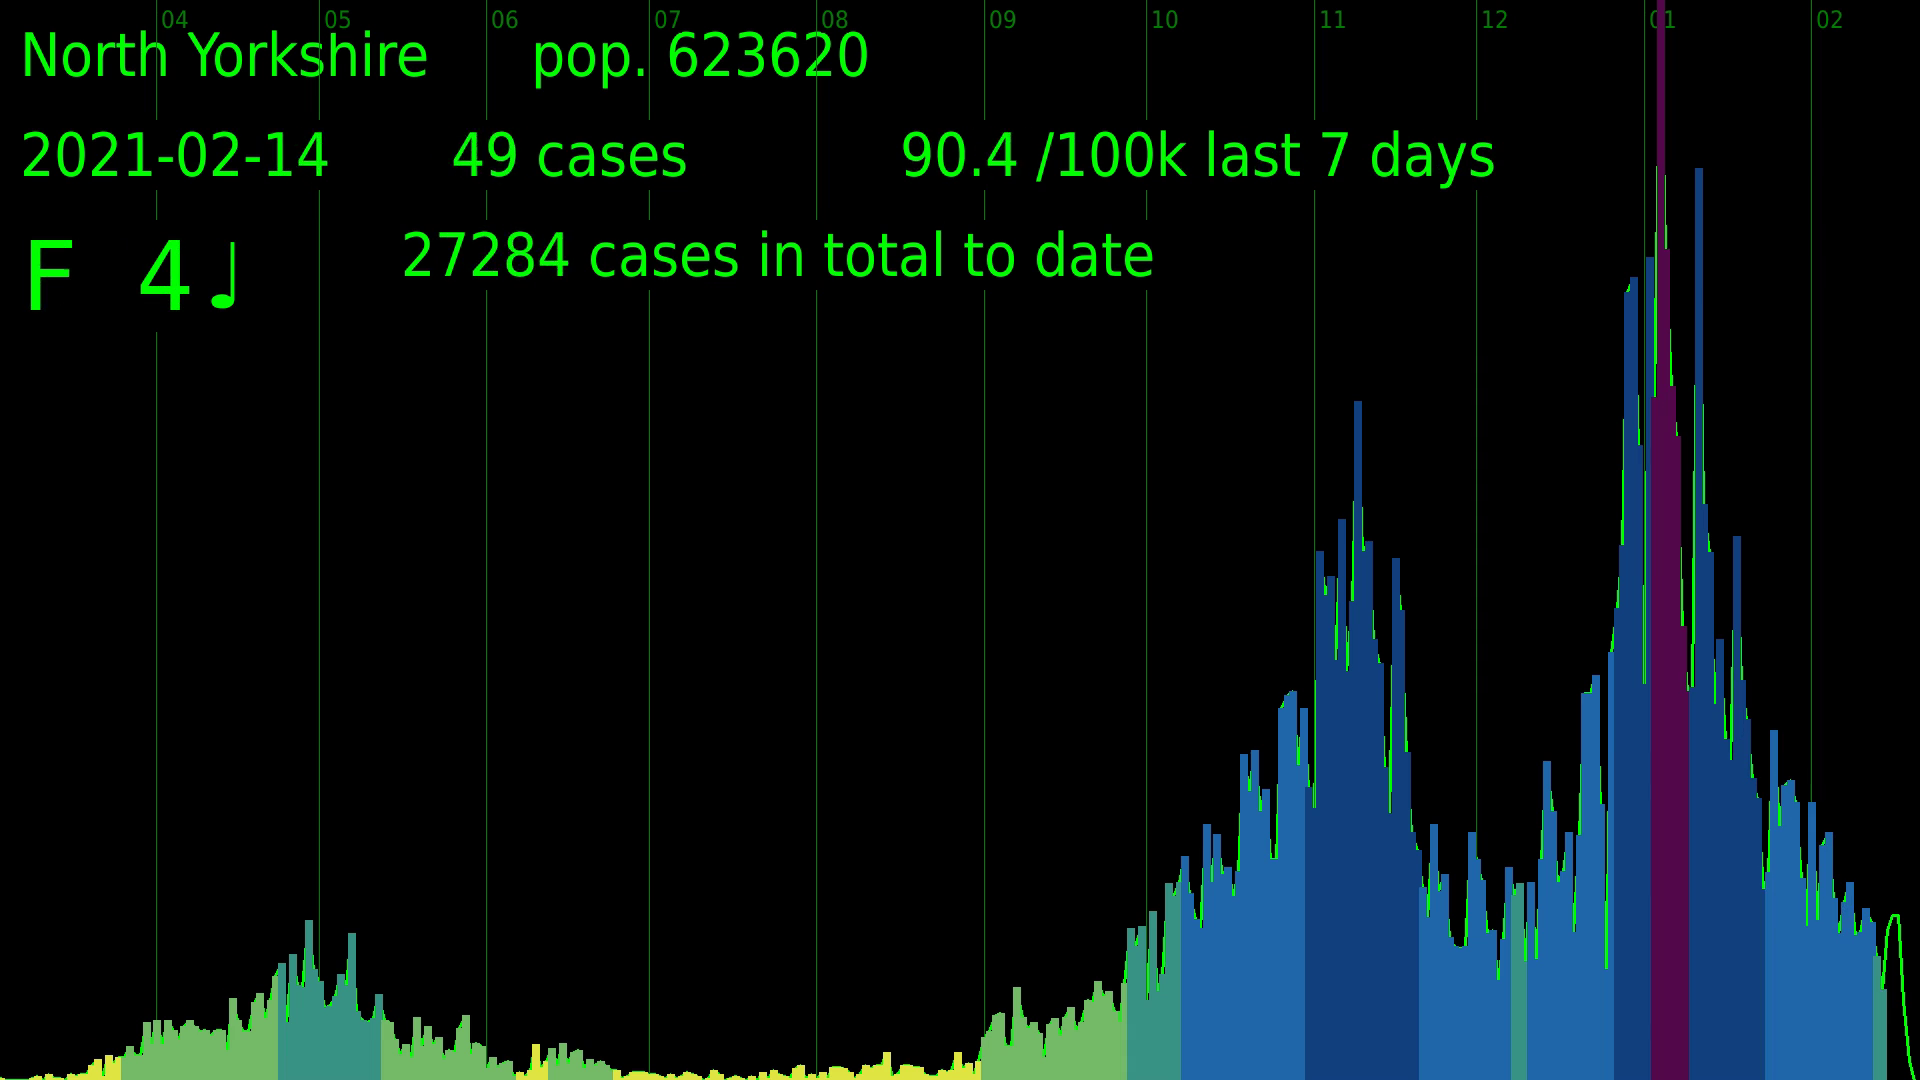 04 05 06 07 08 09 10 11 12 01 02
North Yorkshire pop. 623620
2021-02-14 49 cases 90.4 /100k last 7 days
F 4♩ 27284 cases in total to date